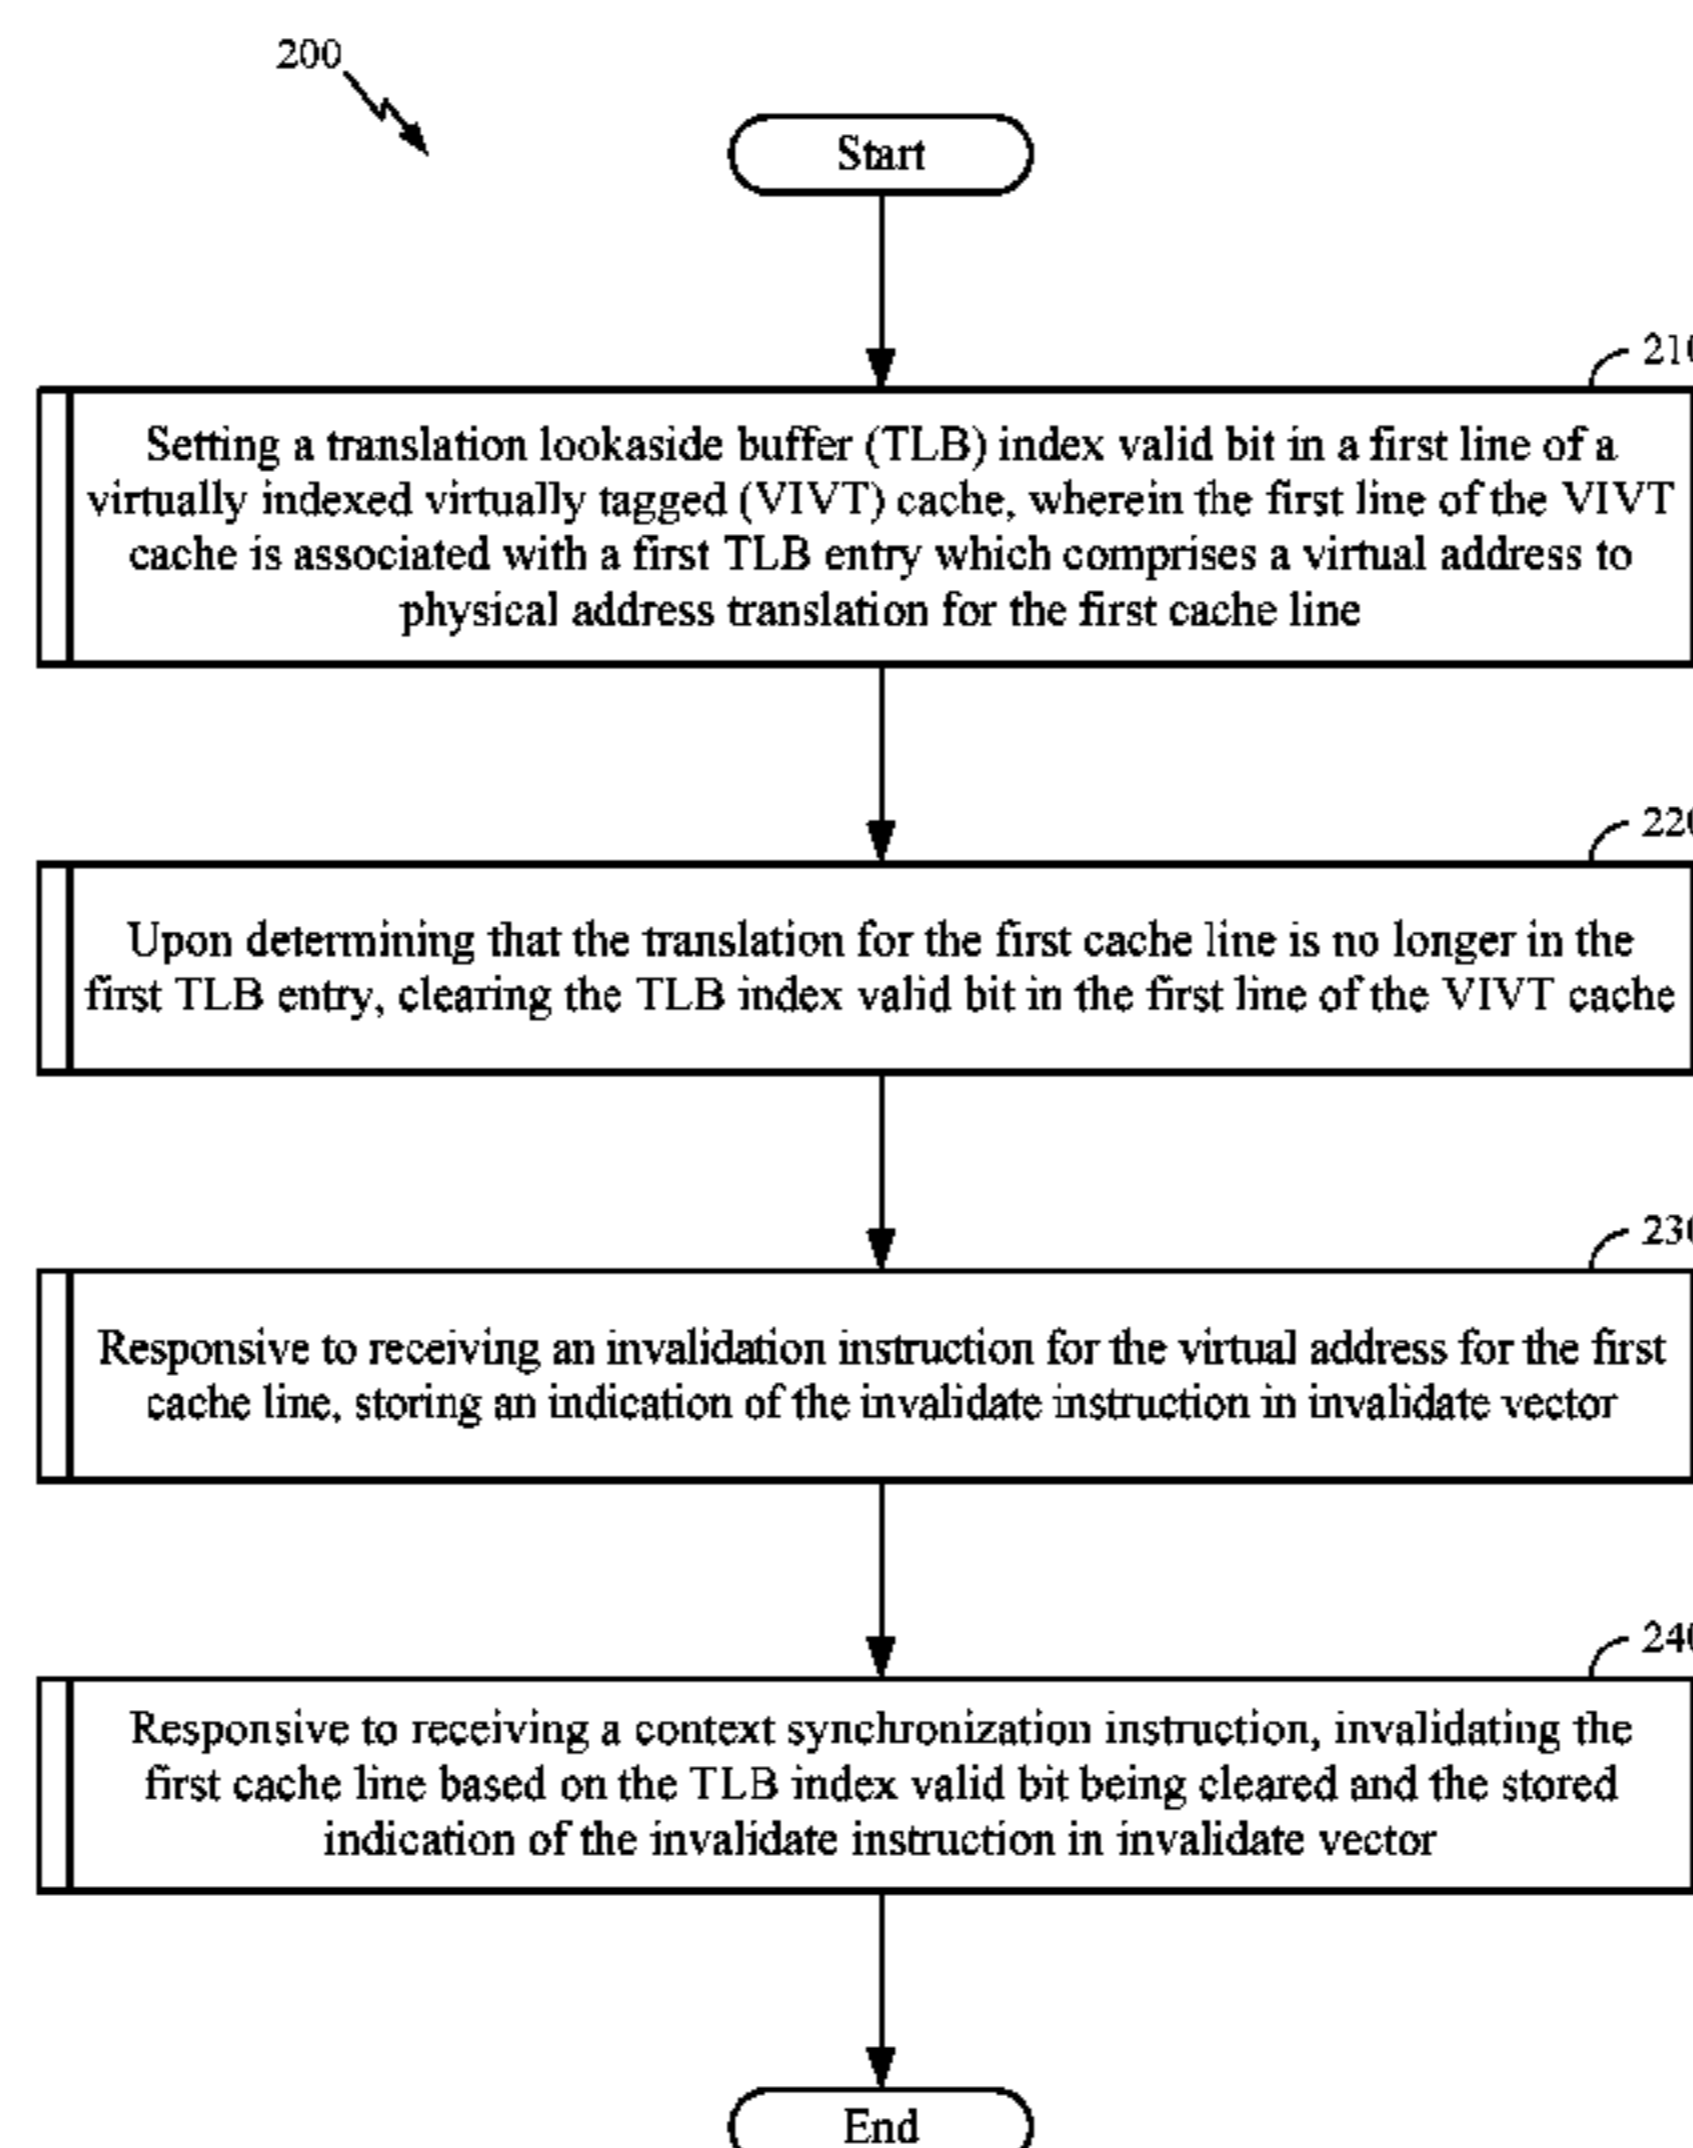 200
Start
210
Setting a translation lookaside buffer (TLB) index valid bit in a first line of a
virtually indexed virtually tagged (VIVT) cache, wherein the first line of the VIVT
cache is associated with a first TLB entry which comprises a virtual address to
physical address translation for the first cache line
220
Upon determining that the translation for the first cache line is no longer in the
first TLB entry, clearing the TLB index valid bit in the first line of the VIVT cache
230
Responsive to receiving an invalidation instruction for the virtual address for the first
cache line, storing an indication of the invalidate instruction in invalidate vector
240
Responsive to receiving a context synchronization instruction, invalidating the
first cache line based on the TLB index valid bit being cleared and the stored
indication of the invalidate instruction in invalidate vector
End